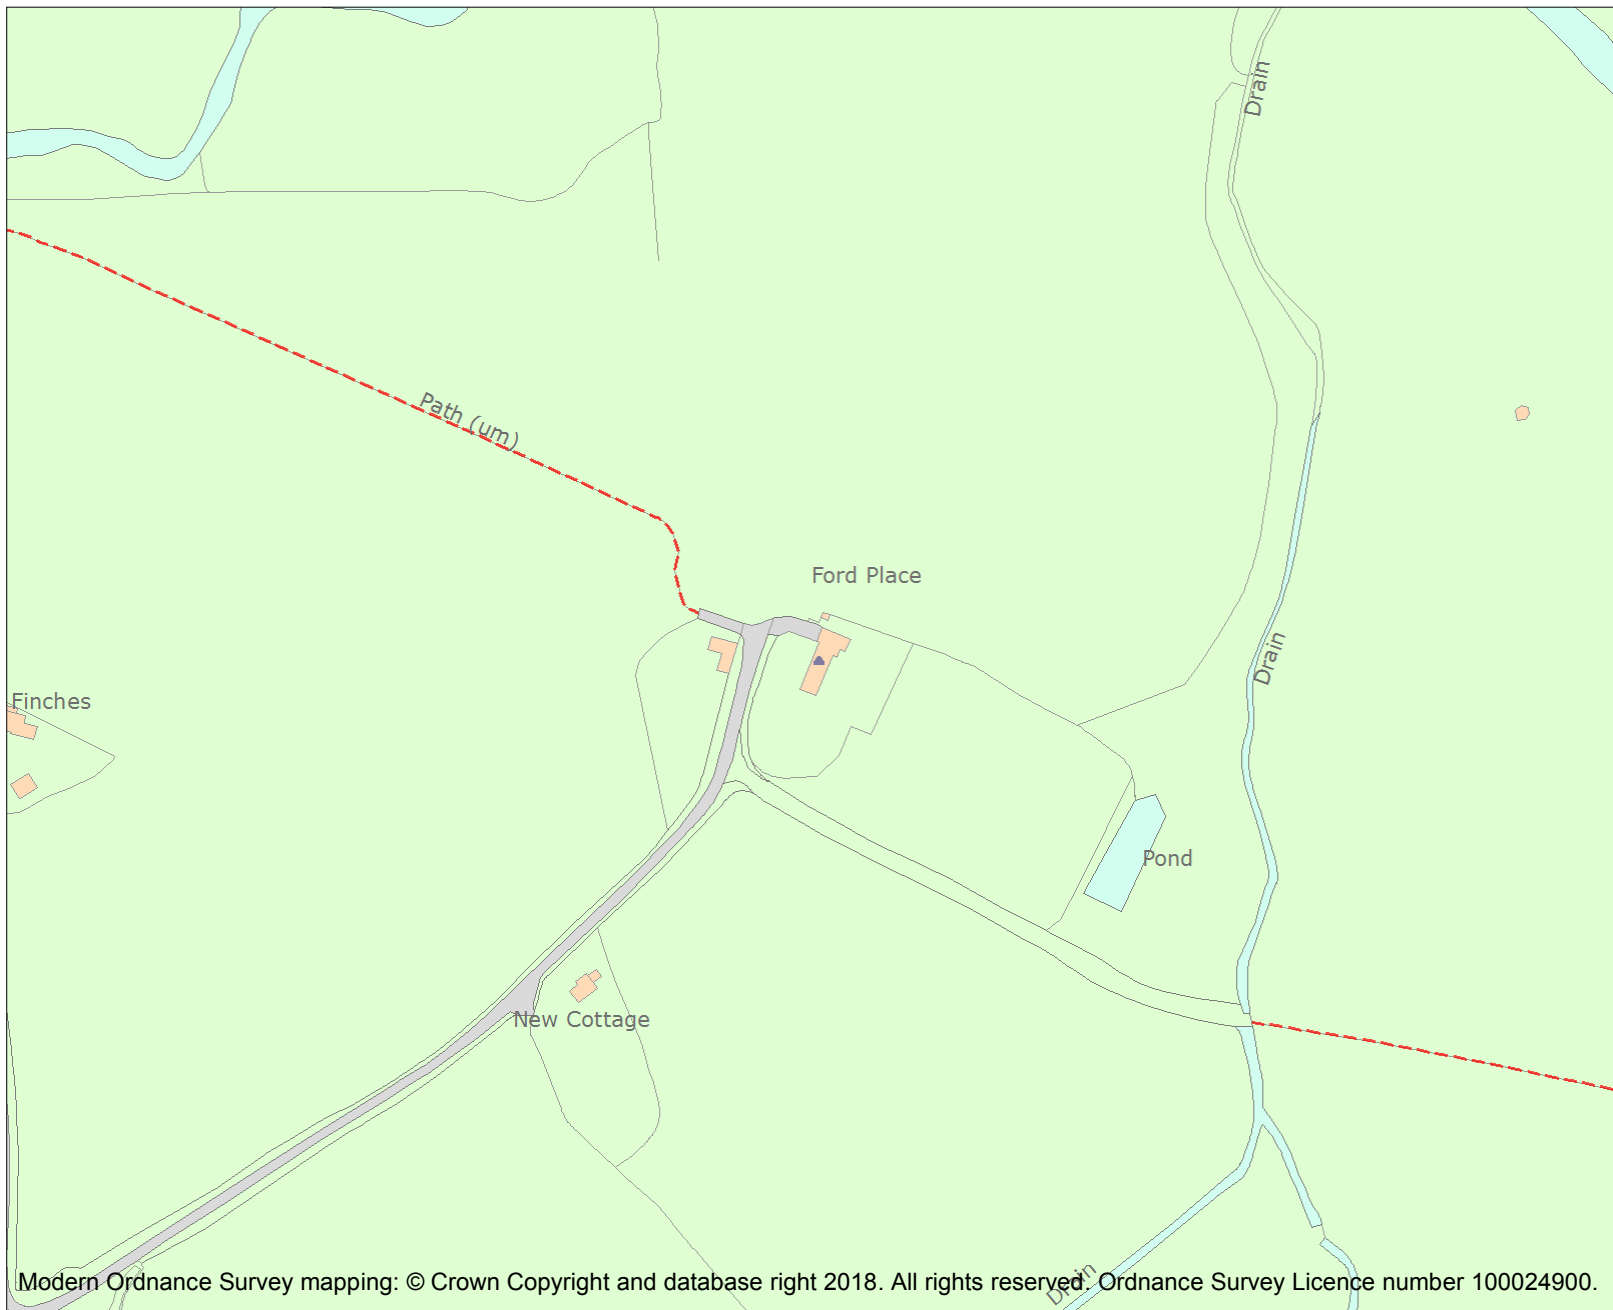 Drain
Path (um)
Ford Place
Drain
Finches
Pond
New Cottage
Drain
Modern Ordnance Survey mapping: © Crown Copyright and database right 2018. All rights reserved. Ordnance Survey Licence number 100024900.